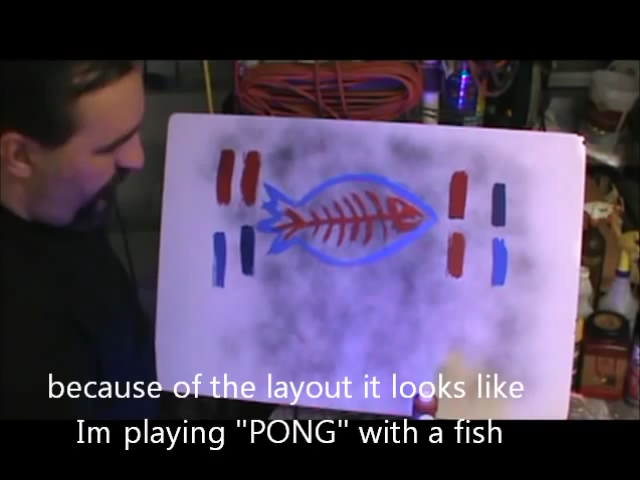 because of the layout it looks like
Im playing "PONG" with a fish